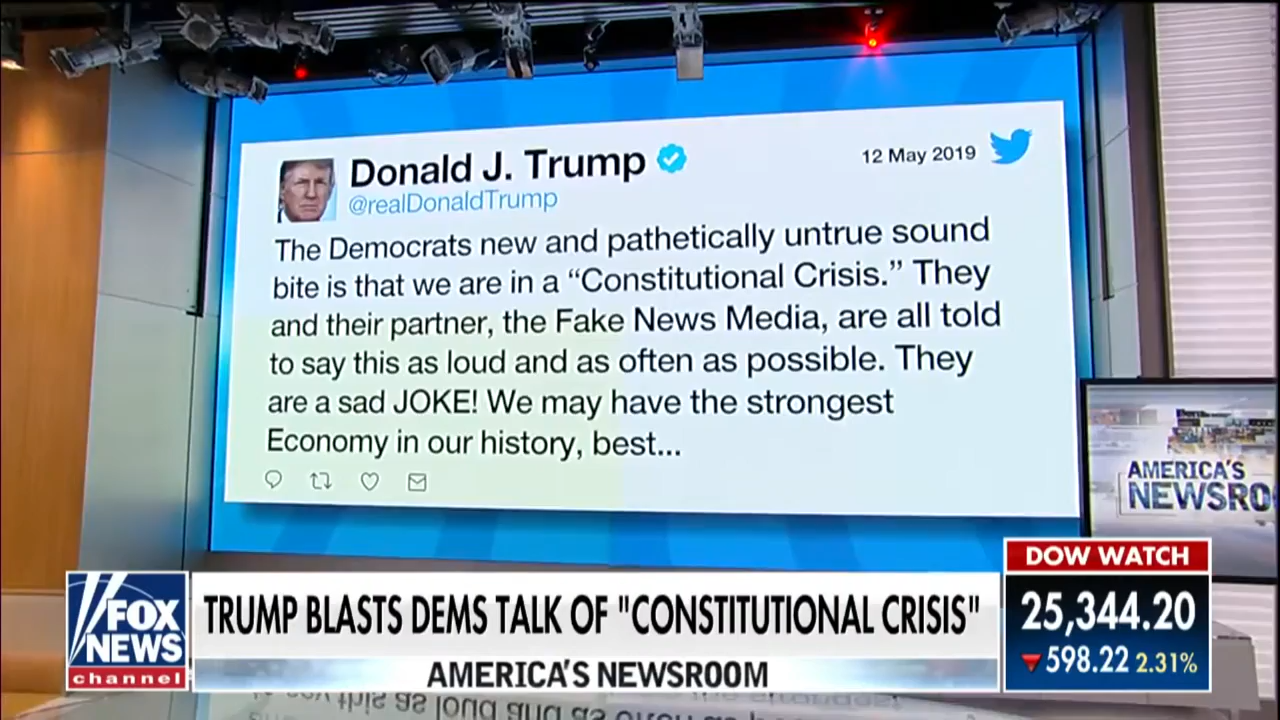 Donald J. Trump
@realDonaldTrump
12 May 2019
The Democrats new and pathetically untrue sound
bite is that we are in a “Constitutional Crisis.” They
and their partner, the Fake News Media, are all told
to say this as loud and as often as possible. They
are a sad JOKE! We may have the strongest
Economy in our history, best...
AMERICA'S
NEWSRO
DOW WATCH
25,344.20
598.22 2.31%
FOX
NEWS
channel
TRUMP BLASTS DEMS TALK OF "CONSTITUTIONAL CRISIS"
AMERICA'S NEWSROOM